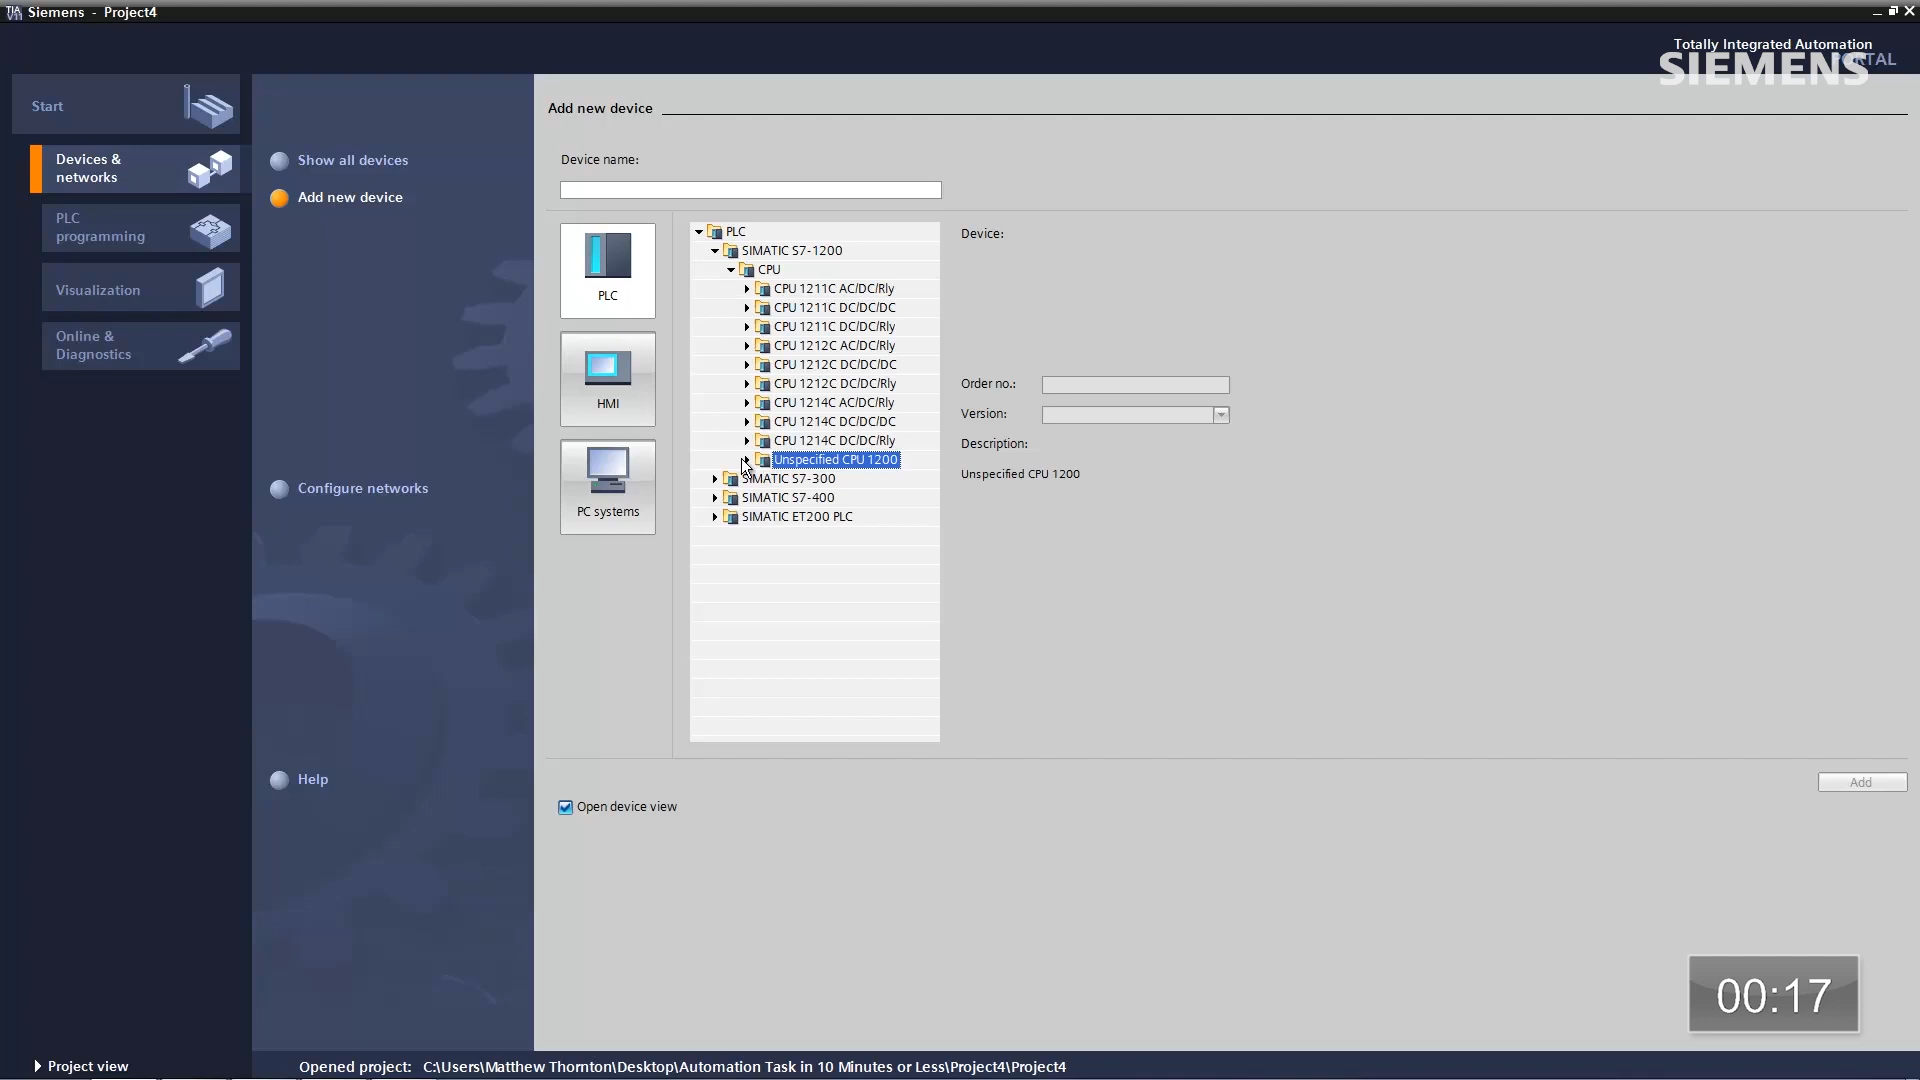 Siemens - Project4
Totally Integrated Automation
PORTAL
SIEMENS
Start
Devices &
networks
PLC
programming
Visualization
Online &
Diagnostics
Show all devices
Add new device
Configure networks
Help
Add new device
Device name:
PLC
HMI
PC systems
PLC
SIMATIC S7-1200
CPU
CPU 1211C AC/DC/Rly
CPU 1211C DC/DC/DC
CPU 1211C DC/DC/Rly
CPU 1212C AC/DC/Rly
CPU 1212C DC/DC/DC
CPU 1212C DC/DC/Rly
CPU 1214C AC/DC/Rly
CPU 1214C DC/DC/DC
CPU 1214C DC/DC/Rly
Unspecified CPU 1200
SIMATIC S7-300
SIMATIC S7-400
SIMATIC ET200 PLC
Device:
Order no.:
Version:
Description:
Unspecified CPU 1200
Add
Open device view
00:17
Project view
Opened project: C:\Users\Matthew Thornton\Desktop\Automation Task in 10 Minutes or Less\Project4\Project4